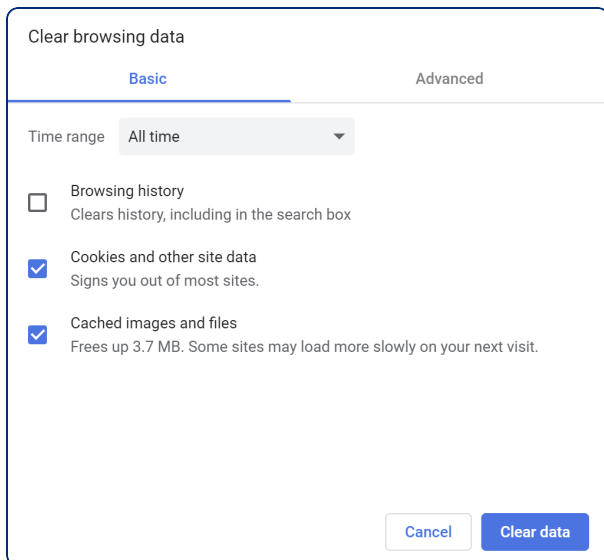 Clear browsing data
Basic
Advanced
Time range
All time
Browsing history
Clears history, including in the search box
Cookies and other site data
Signs you out of most sites.
Cached images and files
Frees up 3.7 MB. Some sites may load more slowly on your next visit.
Cancel
Clear data